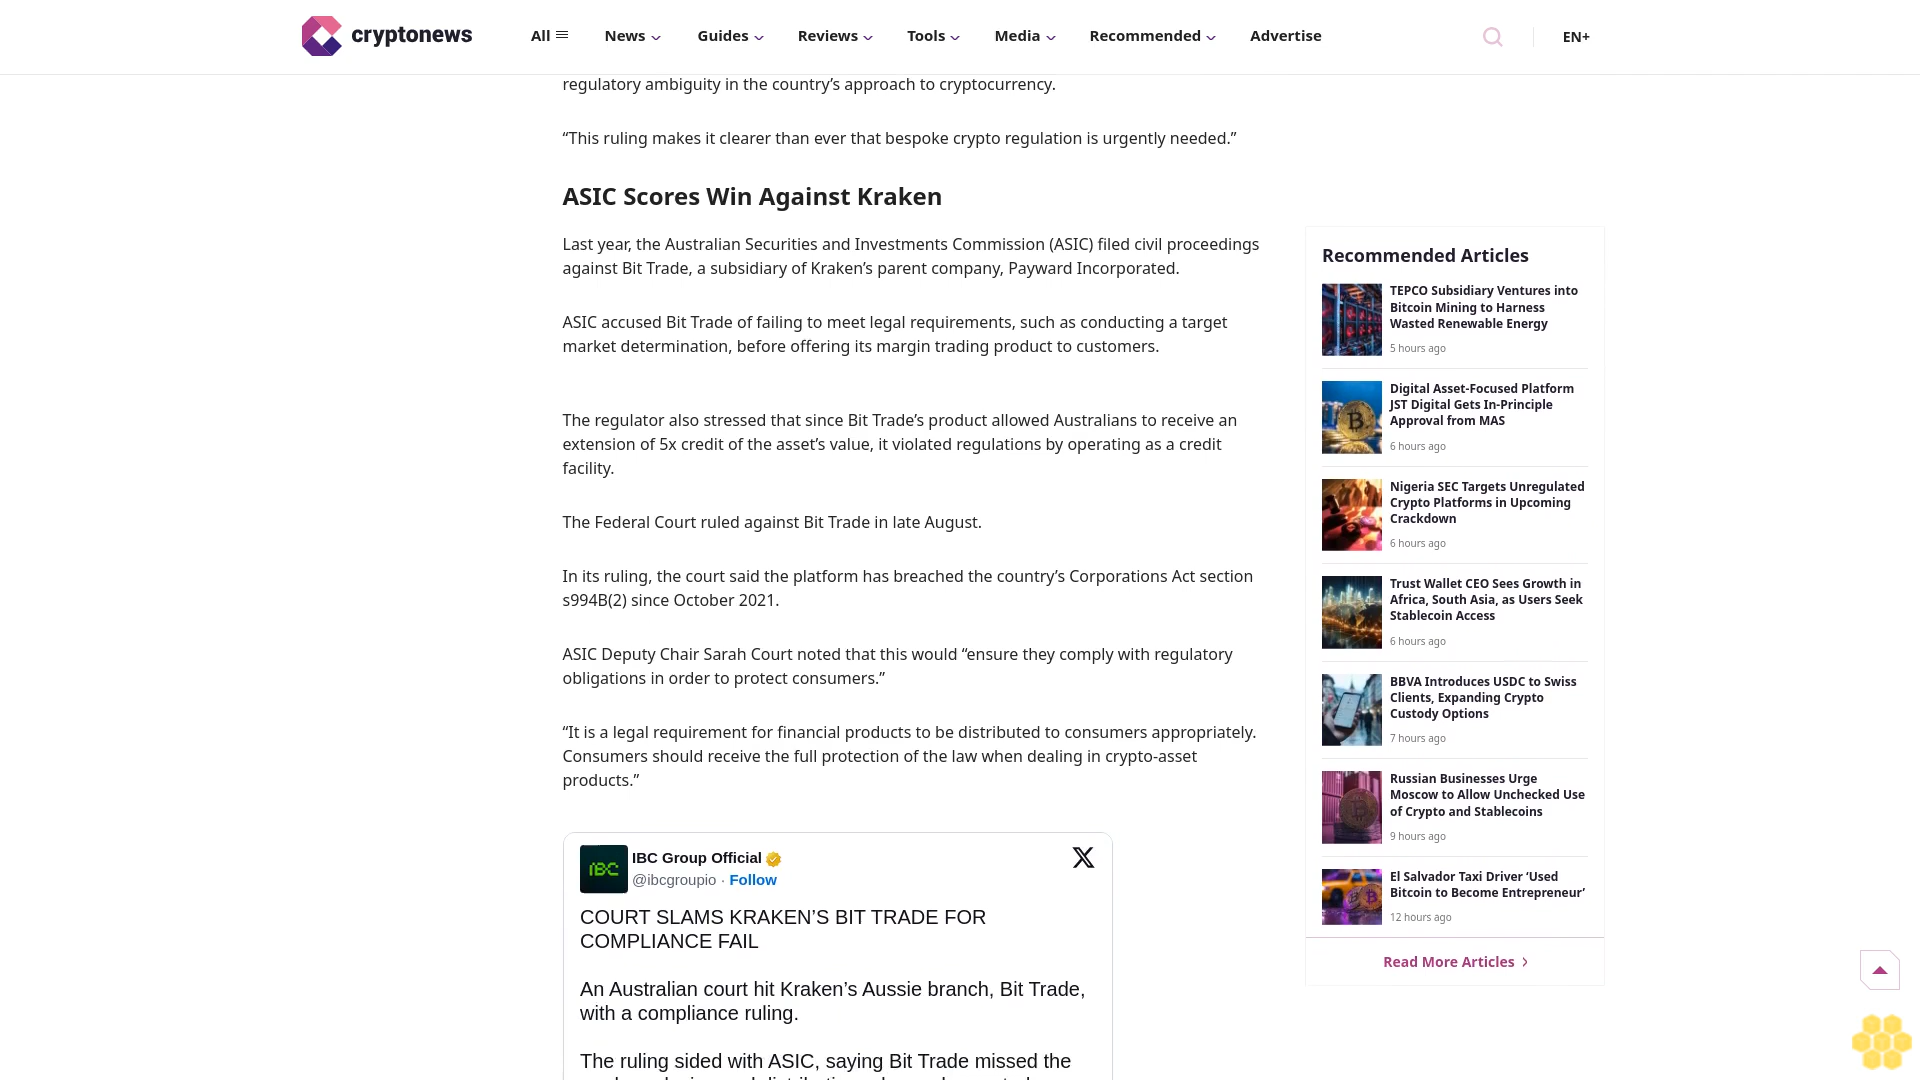 cryptonews
All
News
Guides
Reviews
Tools
Media
Recommended
Advertise
EN+
regulatory ambiguity in the country’s approach to cryptocurrency.
“This ruling makes it clearer than ever that bespoke crypto regulation is urgently needed.”
ASIC Scores Win Against Kraken
Last year, the Australian Securities and Investments Commission (ASIC) filed civil proceedings
against Bit Trade, a subsidiary of Kraken’s parent company, Payward Incorporated.
ASIC accused Bit Trade of failing to meet legal requirements, such as conducting a target
market determination, before offering its margin trading product to customers.
The regulator also stressed that since Bit Trade’s product allowed Australians to receive an
extension of 5x credit of the asset’s value, it violated regulations by operating as a credit
facility.
The Federal Court ruled against Bit Trade in late August.
In its ruling, the court said the platform has breached the country’s Corporations Act section
s994B(2) since October 2021.
ASIC Deputy Chair Sarah Court noted that this would “ensure they comply with regulatory
obligations in order to protect consumers.”
“It is a legal requirement for financial products to be distributed to consumers appropriately.
Consumers should receive the full protection of the law when dealing in crypto-asset
products.”
IBC
IBC Group Official
@ibcgroupio · Follow
COURT SLAMS KRAKEN’S BIT TRADE FOR
COMPLIANCE FAIL
An Australian court hit Kraken’s Aussie branch, Bit Trade,
with a compliance ruling.
The ruling sided with ASIC, saying Bit Trade missed the
Recommended Articles
TEPCO Subsidiary Ventures into
Bitcoin Mining to Harness
Wasted Renewable Energy
5 hours ago
Digital Asset-Focused Platform
JST Digital Gets In-Principle
Approval from MAS
6 hours ago
Nigeria SEC Targets Unregulated
Crypto Platforms in Upcoming
Crackdown
6 hours ago
Trust Wallet CEO Sees Growth in
Africa, South Asia, as Users Seek
Stablecoin Access
6 hours ago
BBVA Introduces USDC to Swiss
Clients, Expanding Crypto
Custody Options
7 hours ago
Russian Businesses Urge
Moscow to Allow Unchecked Use
of Crypto and Stablecoins
9 hours ago
El Salvador Taxi Driver ‘Used
Bitcoin to Become Entrepreneur’
12 hours ago
Read More Articles